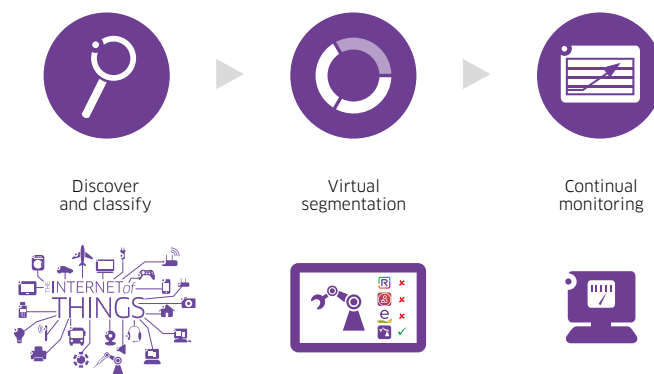 Discover
and classify
Virtual
segmentation
Continual
monitoring
THE INTERNET of
THINGS
R
e